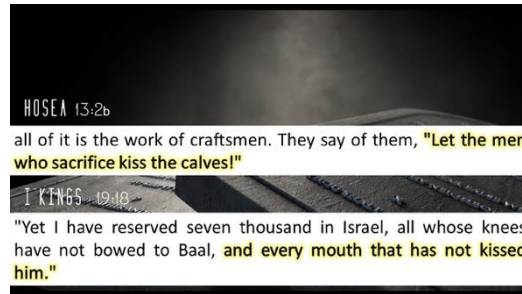 HOSEA 13:2b
all of it is the work of craftsmen. They say of them, "Let the men
who sacrifice kiss the calves!"
I KINGS 19:18
"Yet I have reserved seven thousand in Israel, all whose knees
have not bowed to Baal, and every mouth that has not kissed
him."